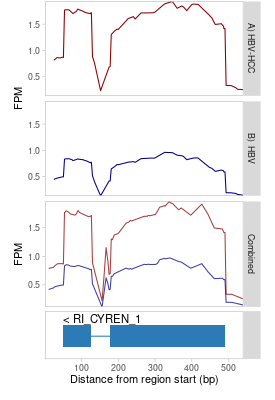 1.5
1.0
0.5
A) HBV-HCC
FPM
1.5
1.0
0.5
B) HBV
FPM
1.5
1.0
0.5
Combined
< RI_CYREN_1
100 200 300 400 500
Distance from region start (bp)